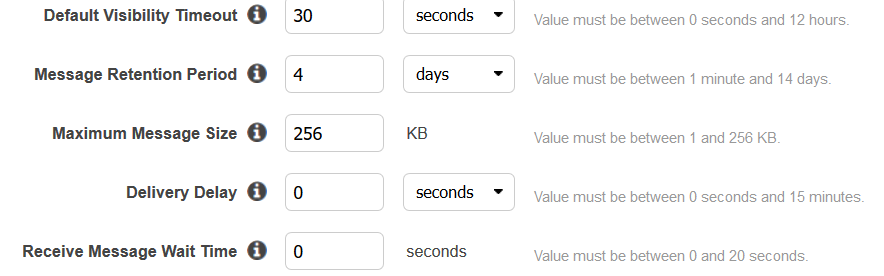 Default Visibility Timeout 30 seconds Value must be between 0 seconds and 12 hours.
Message Retention Period 4 days Value must be between 1 minute and 14 days.
Maximum Message Size 256 KB Value must be between 1 and 256 KB.
Delivery Delay 0 seconds Value must be between 0 seconds and 15 minutes.
Receive Message Wait Time 0 seconds Value must be between 0 and 20 seconds.